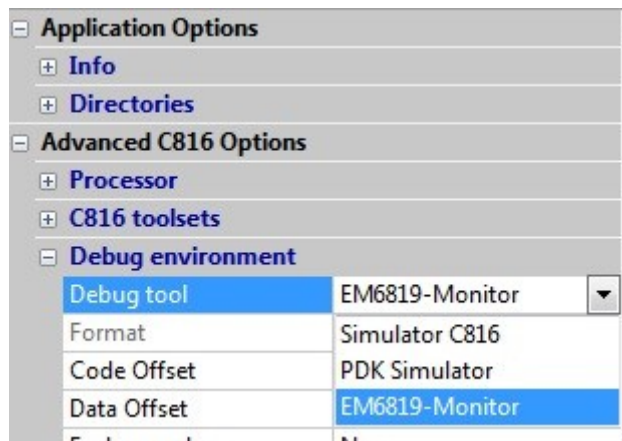 Application Options
Info
Directories
Advanced C816 Options
Processor
C816 toolsets
Debug environment
Debug tool EM6819-Monitor
Format Simulator C816
Code Offset PDK Simulator
Data Offset EM6819-Monitor